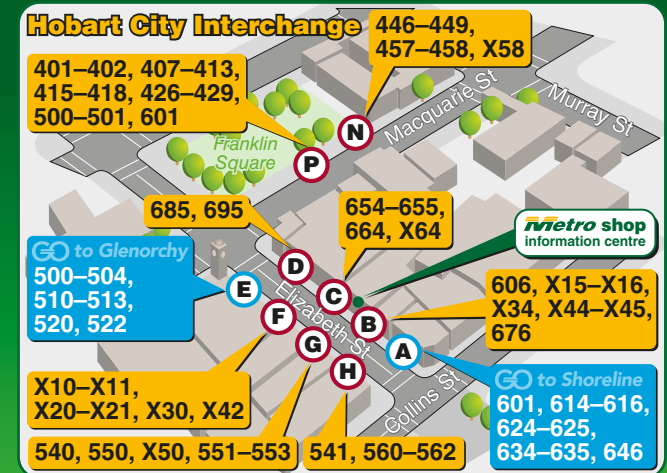 Hobart City Interchange
446–449,
457–458, X58
401–402, 407–413,
415–418, 426–429,
500–501, 601
Macquarie St
Murray St
N
Franklin
Square
P
685, 695
654–655,
664, X64
Metro shop
information centre
GO to Glenorchy
500–504,
510–513,
520, 522
D
E
C
606, X15–X16,
X34, X44–X45,
676
Elizabeth St
F
B
G
A
H
Collins St
X10–X11,
X20–X21, X30, X42
GO to Shoreline
601, 614–616,
624–625,
634–635, 646
540, 550, X50, 551–553
541, 560–562